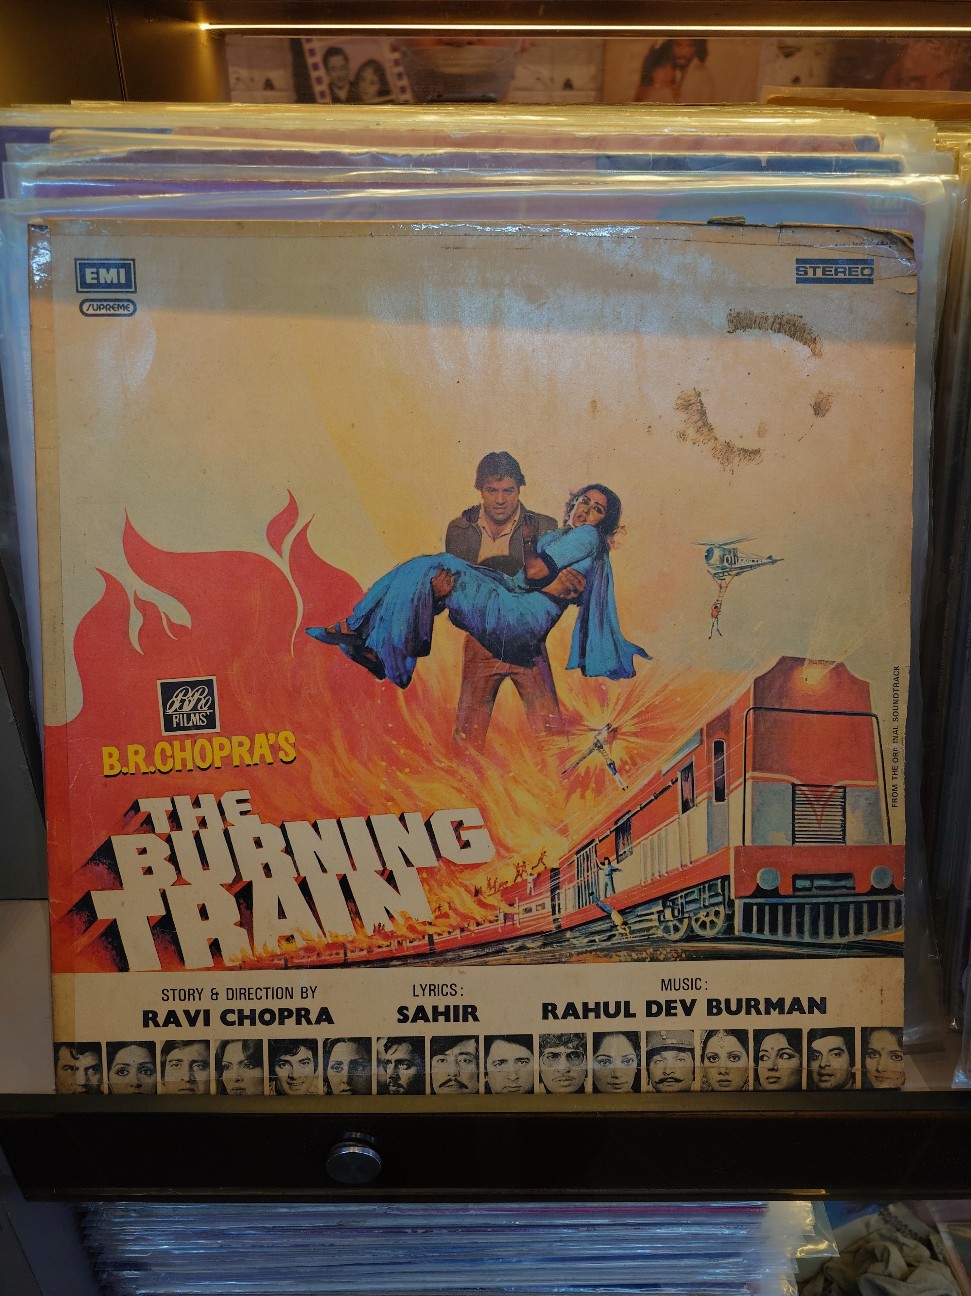 EMI
SUPREME
STEREO
BR
FILMS
B.R.CHOPRA'S
THE
BURNING
TRAIN
FROM THE ORIGINAL SOUNDTRACK
STORY & DIRECTION BY
RAVI CHOPRA
LYRICS:
SAHIR
MUSIC:
RAHUL DEV BURMAN